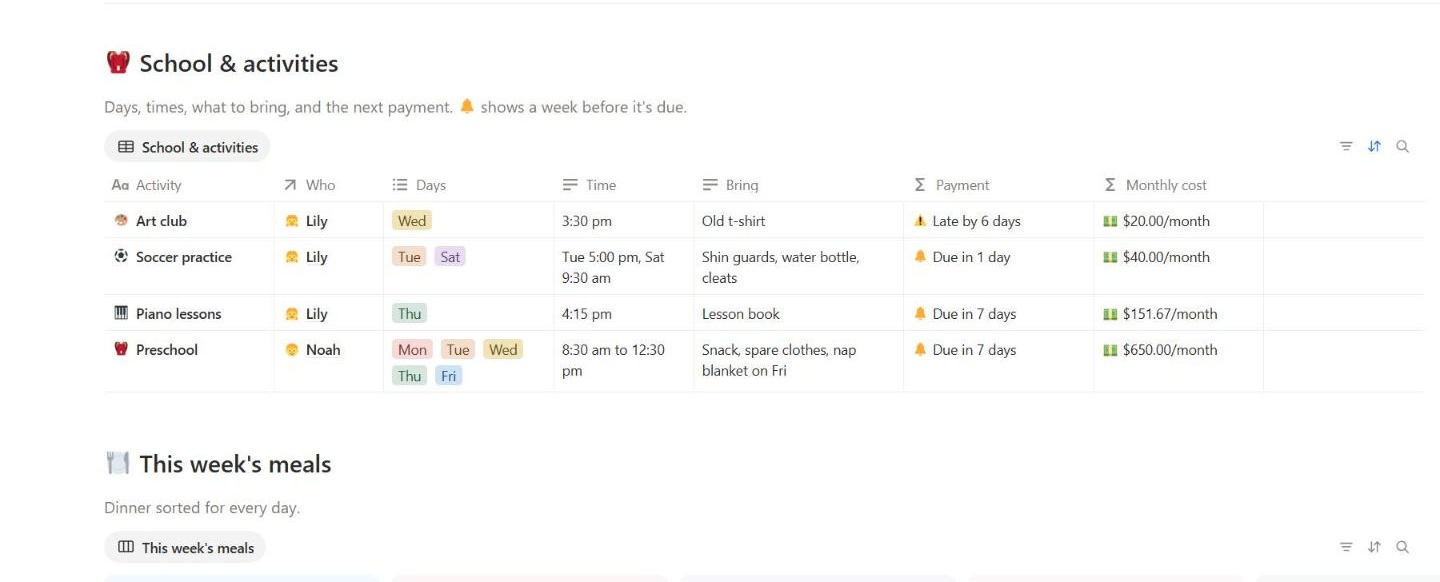 School & activities
Days, times, what to bring, and the next payment. 🔔 shows a week before it's due.
School & activities
Aa Activity Who Days Time Bring Σ Payment Σ Monthly cost
Art club Lily Wed 3:30 pm Old t-shirt ⚠️ Late by 6 days 💵 $20.00/month
Soccer practice Lily Tue Sat Tue 5:00 pm, Sat Shin guards, water bottle, 🔔 Due in 1 day 💵 $40.00/month
9:30 am cleats
Piano lessons Lily Thu 4:15 pm Lesson book 🔔 Due in 7 days 💵 $151.67/month
Preschool Noah Mon Tue Wed 8:30 am to 12:30 Snack, spare clothes, nap 🔔 Due in 7 days 💵 $650.00/month
Thu Fri pm blanket on Fri
This week's meals
Dinner sorted for every day.
This week's meals